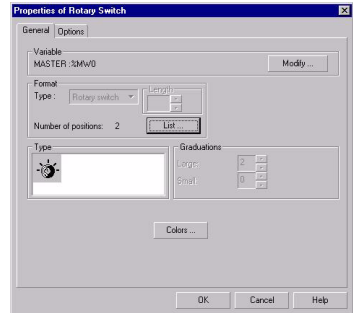 Properties of Rotary Switch
General Options
Variable
MASTER :%MW0
Modify ...
Format
Type : Rotary switch
Length
Number of positions: 2
List ...
Type
Graduations
Large: 2
Small: 0
Colors ...
OK Cancel Help